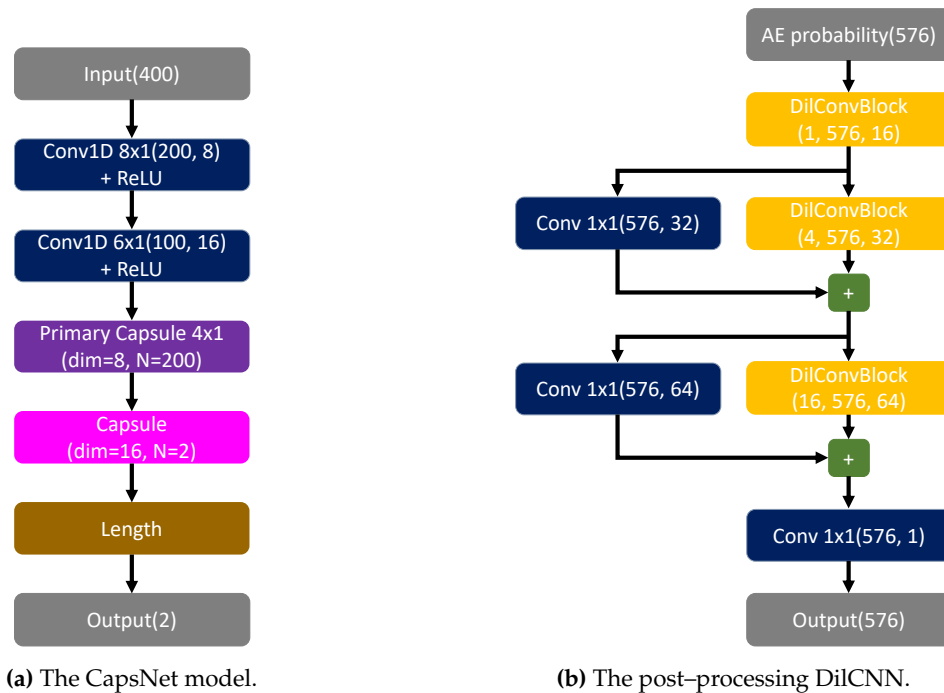 Input(400)
Conv1D 8x1(200, 8)
+ ReLU
Conv1D 6x1(100, 16)
+ ReLU
Primary Capsule 4x1
(dim=8, N=200)
Capsule
(dim=16, N=2)
Length
Output(2)
(a) The CapsNet model.
AE probability(576)
DilConvBlock
(1, 576, 16)
Conv 1x1(576, 32)
DilConvBlock
(4, 576, 32)
+
Conv 1x1(576, 64)
DilConvBlock
(16, 576, 64)
+
Conv 1x1(576, 1)
Output(576)
(b) The post–processing DilCNN.